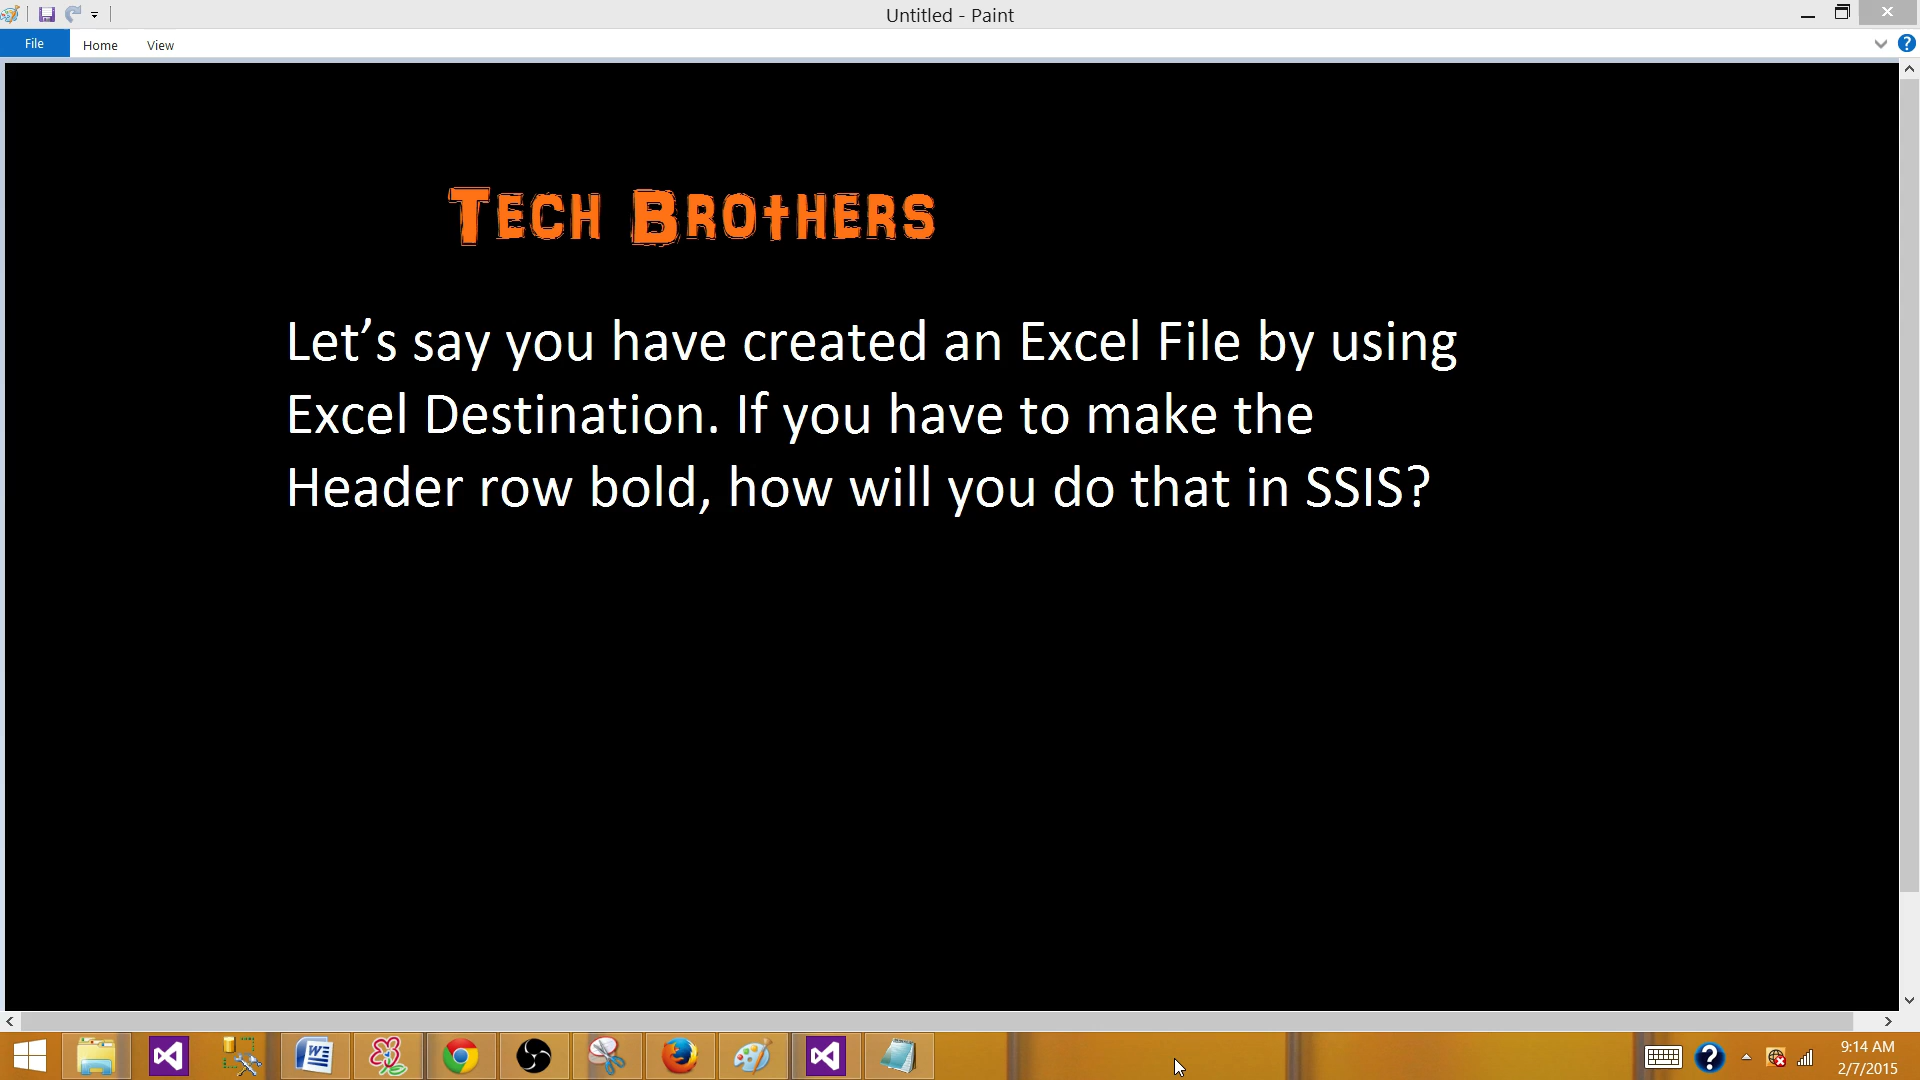 Untitled - Paint
File
Home
View
Tech Brothers
Let’s say you have created an Excel File by using
Excel Destination. If you have to make the
Header row bold, how will you do that in SSIS?
9:14 AM
2/7/2015